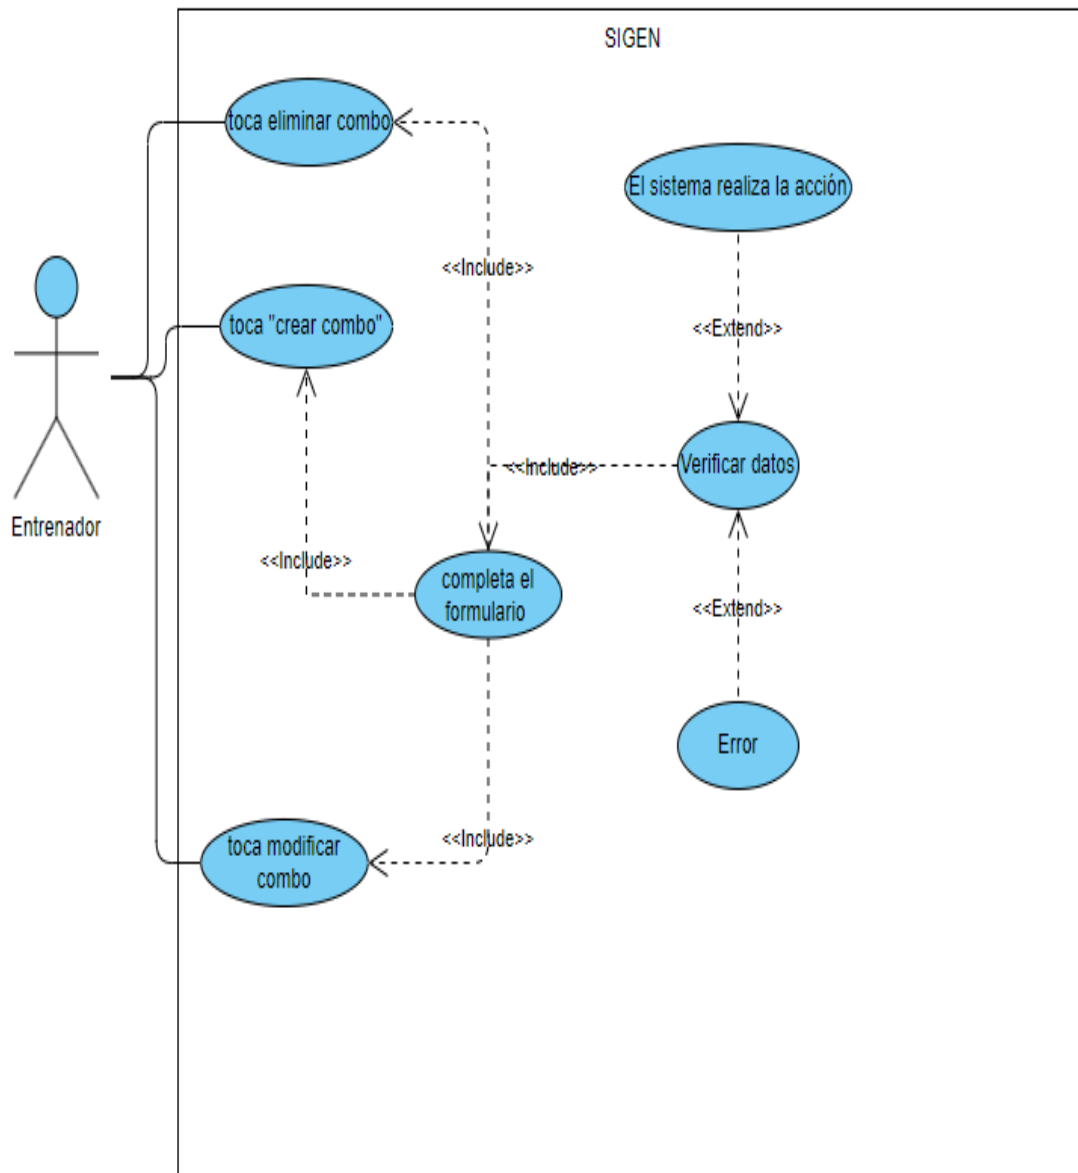 SIGEN
toca eliminar combo
El sistema realiza la acción
<<Include>>
toca "crear combo"
<<Extend>>
Verificar datos
<<Include>>
Entrenador
<<Include>>
completa el
formulario
<<Extend>>
Error
<<Include>>
toca modificar
combo